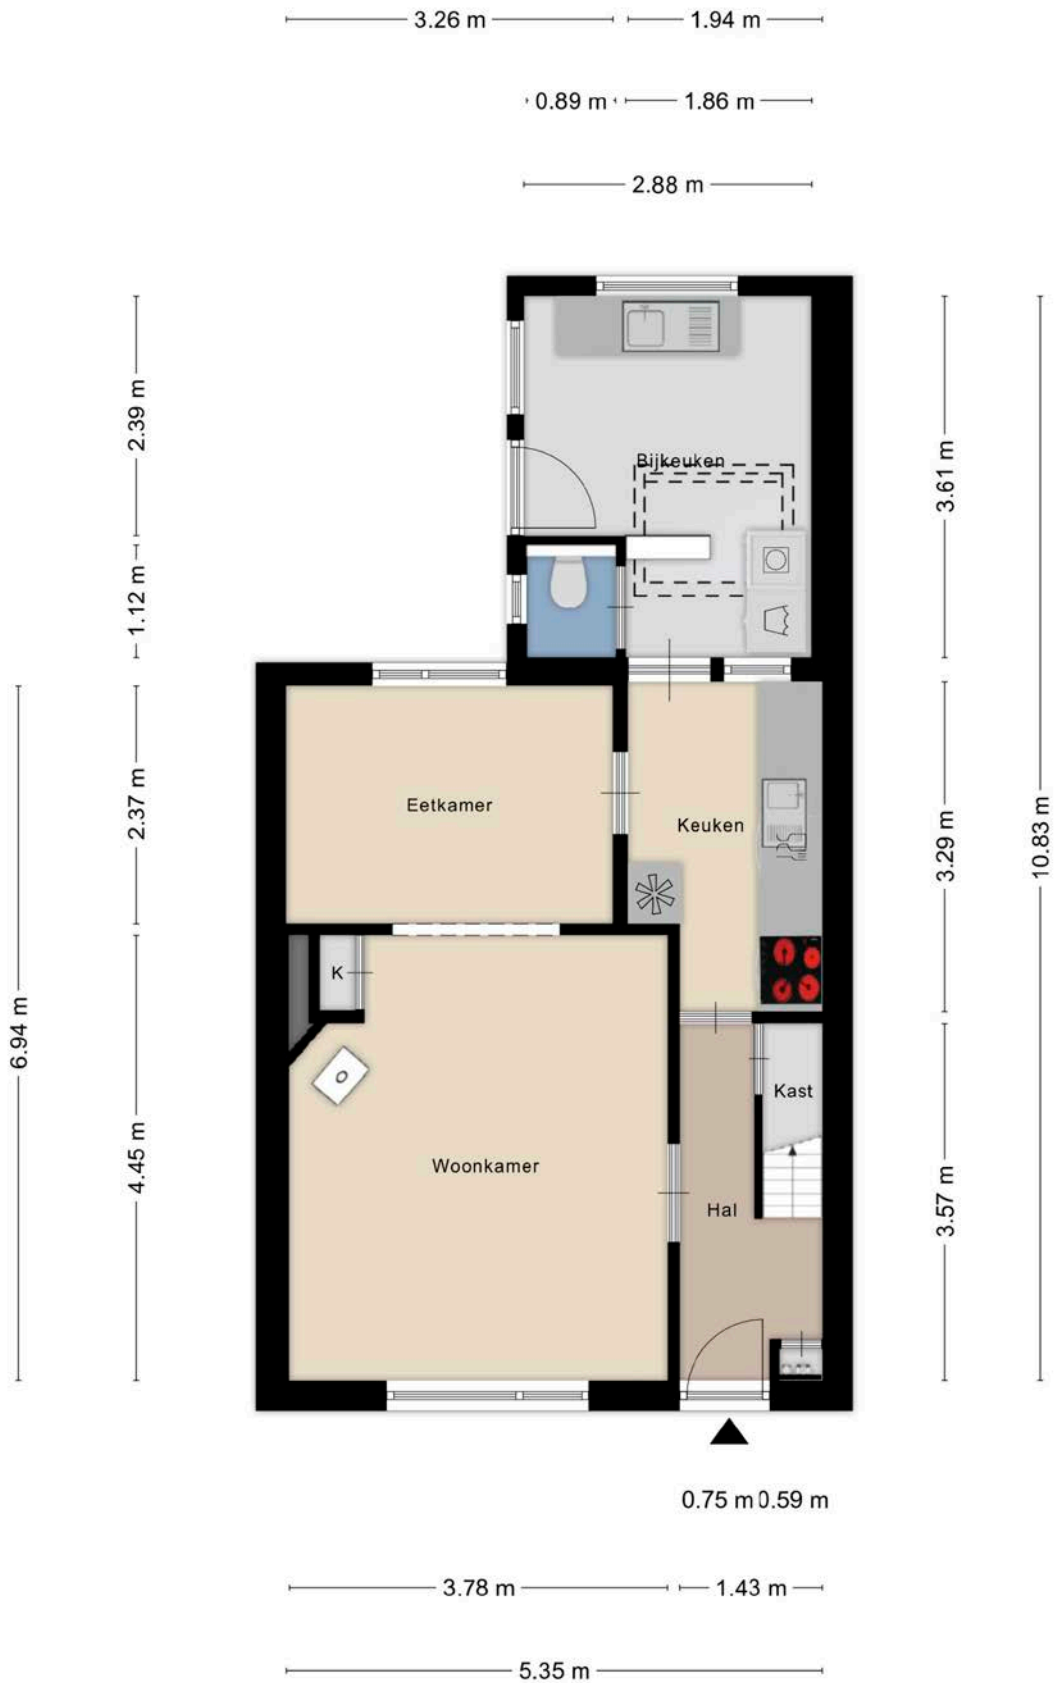 3.26 m
1.94 m
0.89 m
1.86 m
2.88 m
2.39 m
3.61 m
Bijkeuken
1.12 m
10.83 m
2.37 m
Eetkamer
Keuken
3.29 m
6.94 m
K
4.45 m
Kast
Woonkamer
Hal
3.57 m
0.75 m 0.59 m
3.78 m
1.43 m
5.35 m